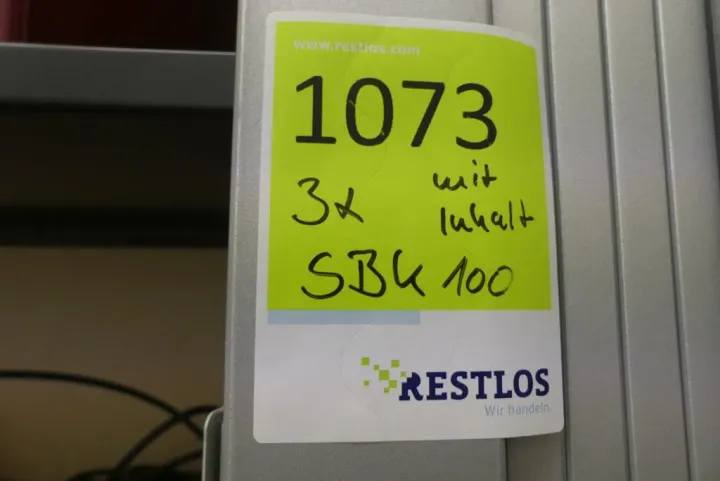 www.restlos.com
1073
3x mit
Inhalt
SBK 100
RESTLOS
Wir handeln